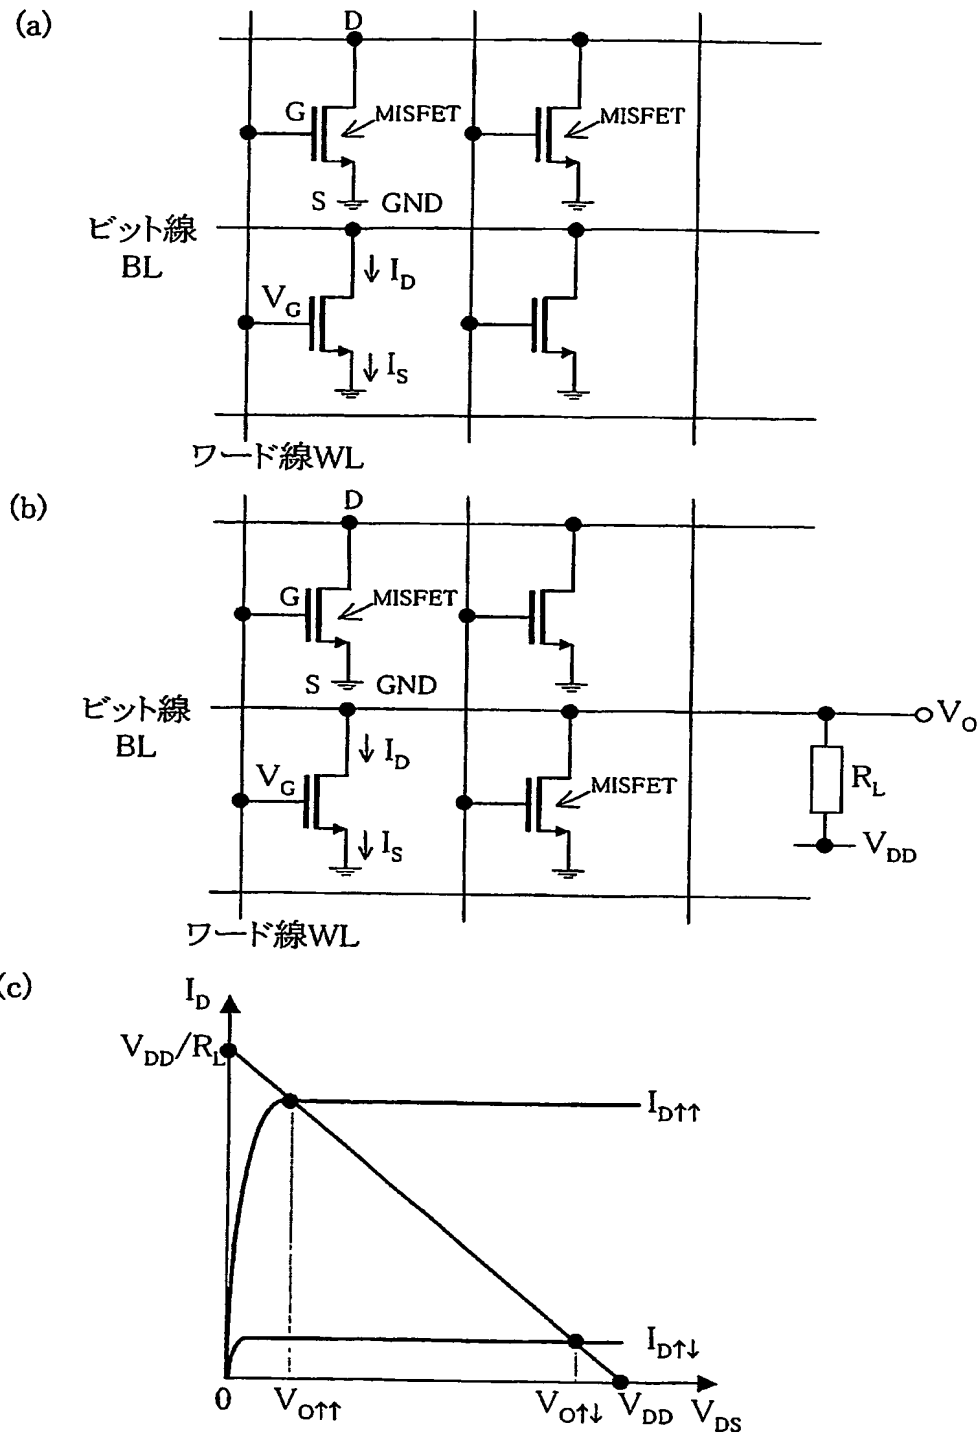 (a)
D
G
MISFET
MISFET
S
GND
ビット線
BL
I_D
V_G
I_S
ワード線WL
(b)
D
G
MISFET
S
GND
ビット線
BL
V_O
I_D
V_G
MISFET
R_L
I_S
V_DD
ワード線WL
(c)
I_D
V_DD/R_L
I_D↑↑
I_D↑↓
0
V_O↑↑
V_O↑↓
V_DD
V_DS